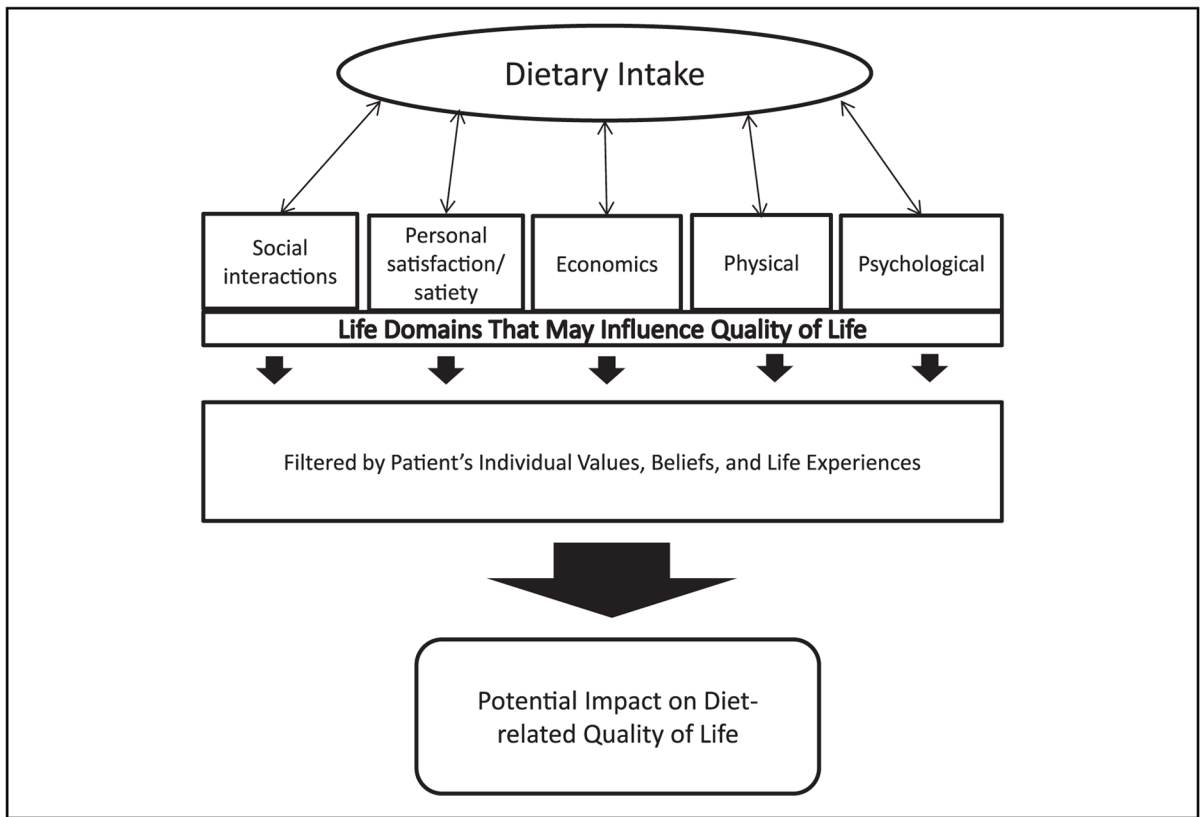 Dietary Intake
Social
interactions
Personal
satisfaction/
satiety
Economics
Physical
Psychological
Life Domains That May Influence Quality of Life
Filtered by Patient's Individual Values, Beliefs, and Life Experiences
Potential Impact on Diet-
related Quality of Life